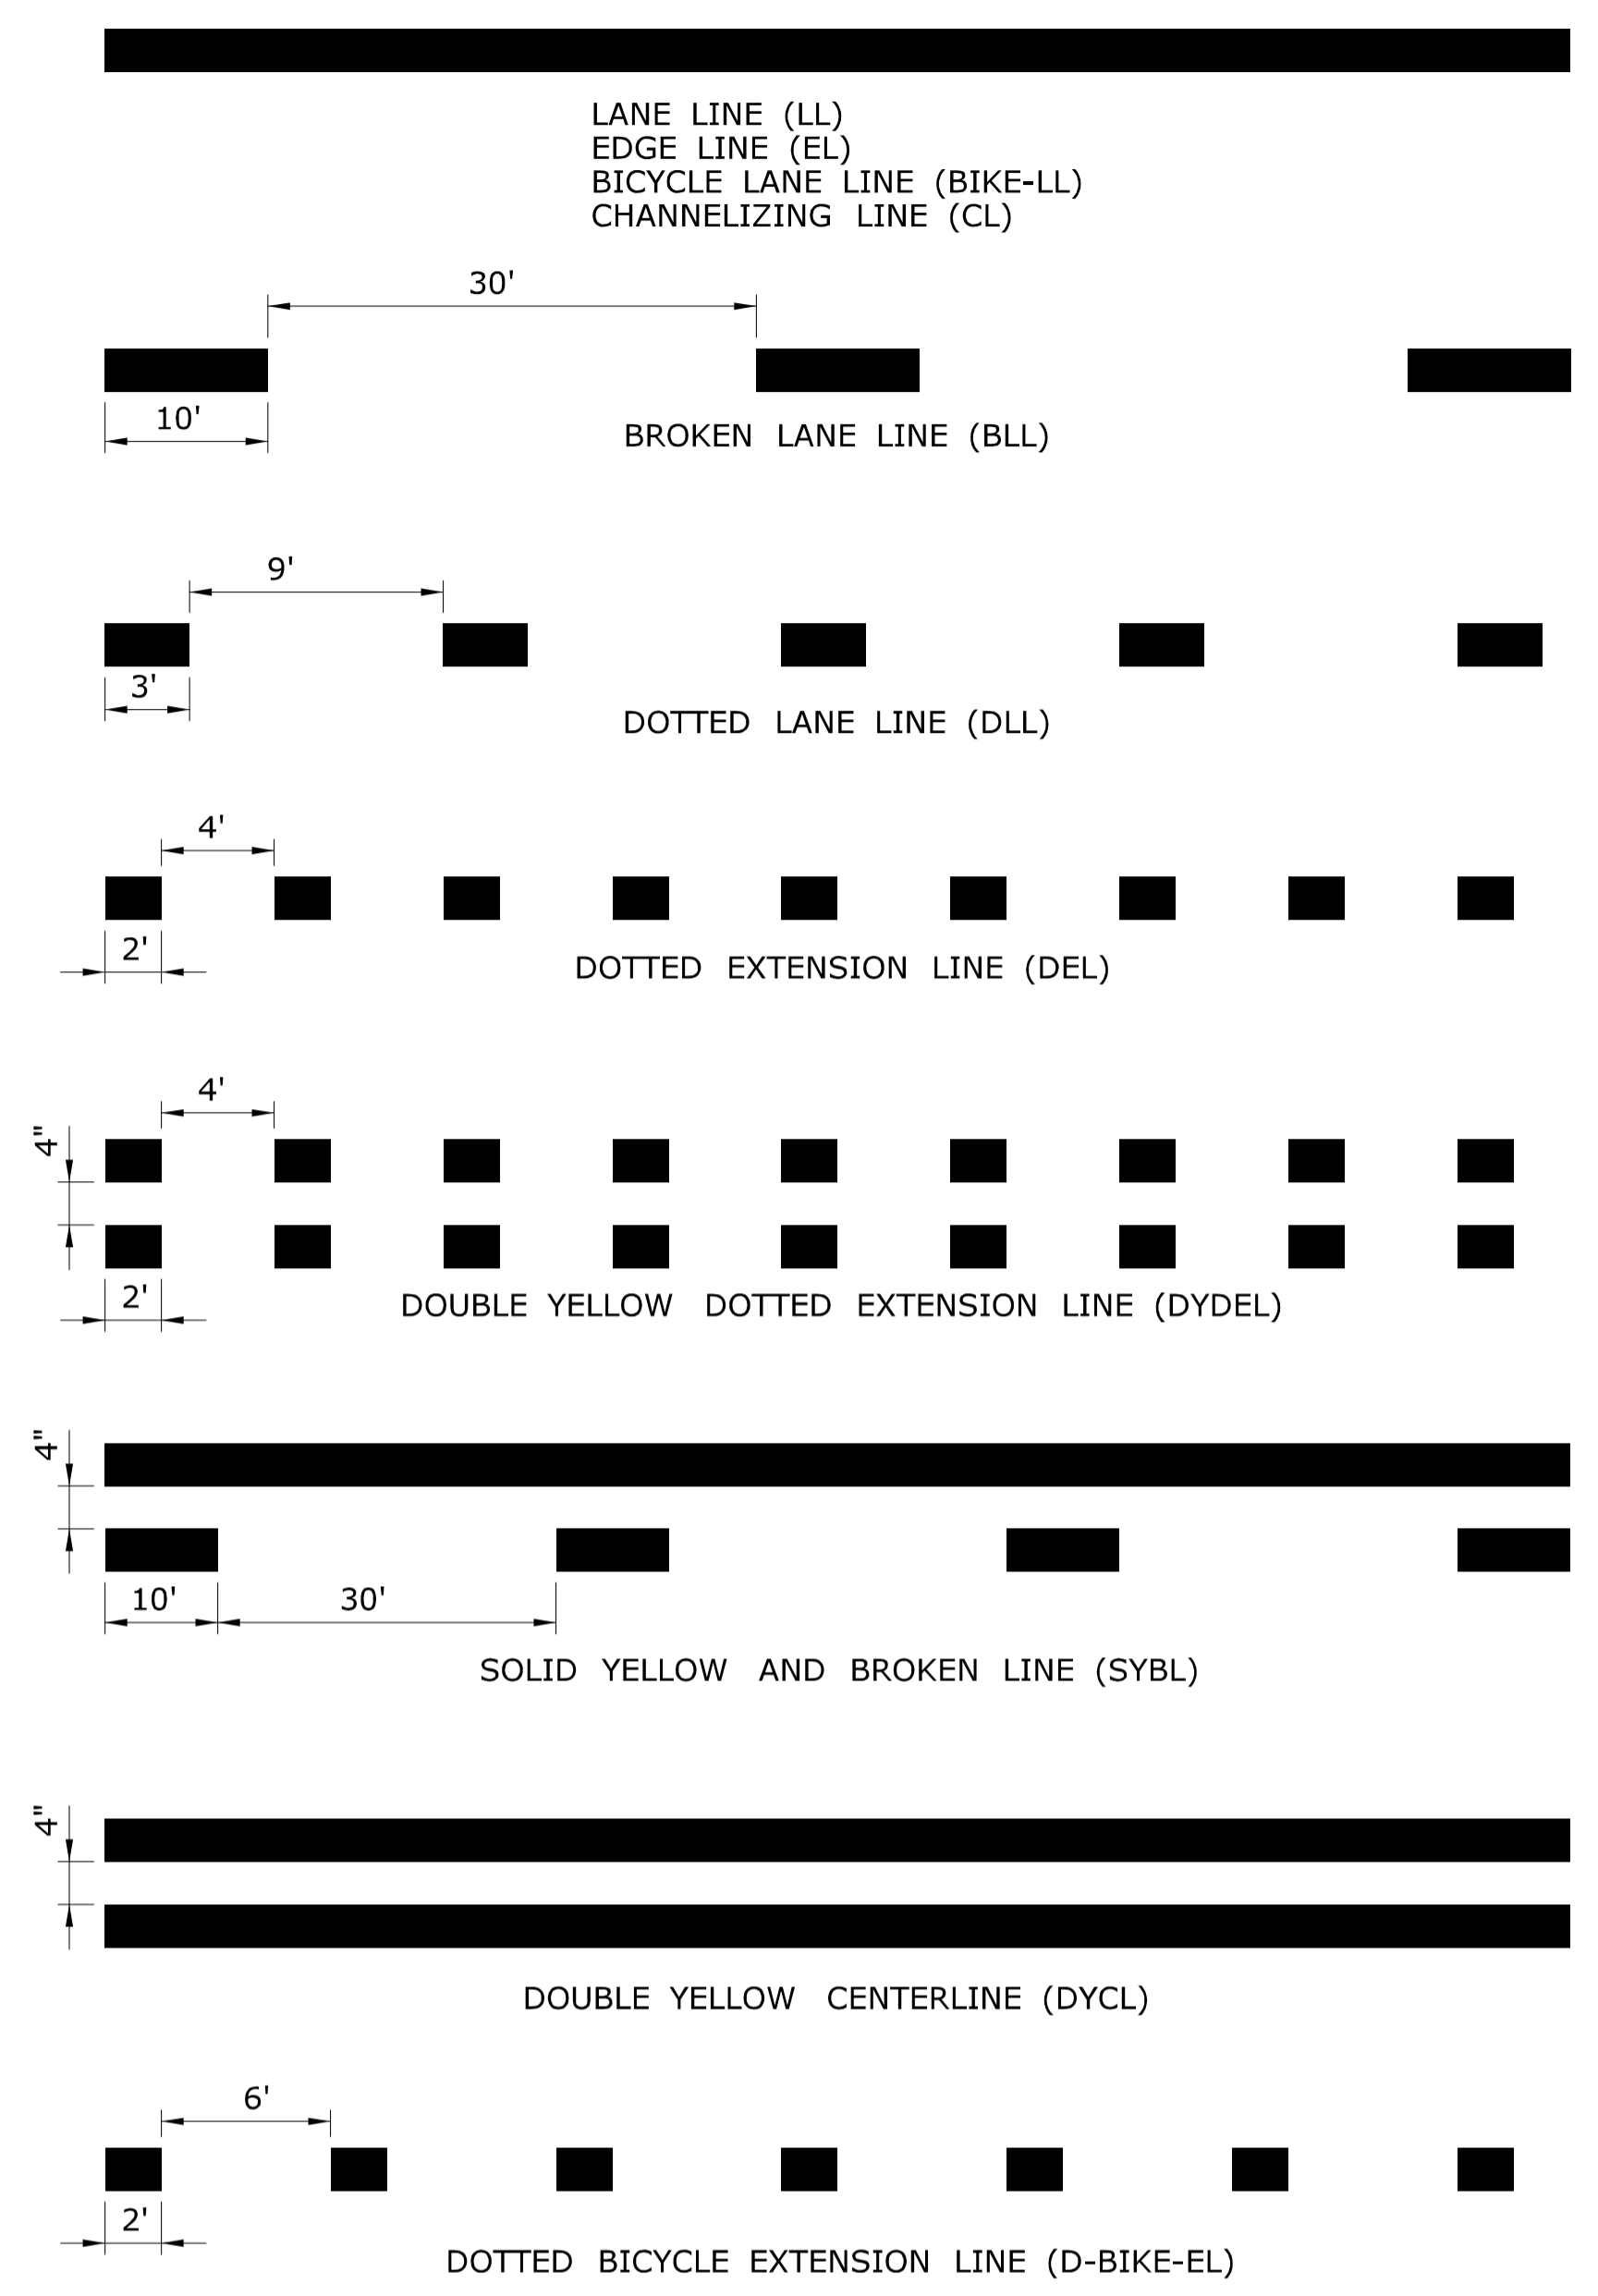 LANE LINE (LL)
EDGE LINE (EL)
BICYCLE LANE LINE (BIKE-LL)
CHANNELIZING LINE (CL)
30'
10'
BROKEN LANE LINE (BLL)
9'
3'
DOTTED LANE LINE (DLL)
4'
2'
DOTTED EXTENSION LINE (DEL)
4'
4"
2'
DOUBLE YELLOW DOTTED EXTENSION LINE (DYDEL)
4"
10' 30'
SOLID YELLOW AND BROKEN LINE (SYBL)
4"
DOUBLE YELLOW CENTERLINE (DYCL)
6'
2'
DOTTED BICYCLE EXTENSION LINE (D-BIKE-EL)